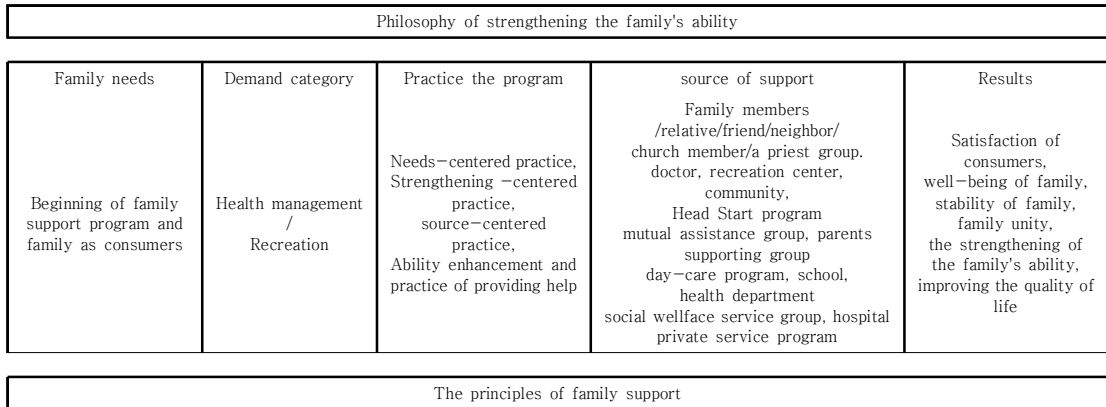 Philosophy of strengthening the family's ability
Family needs
Beginning of family
support program and
family as consumers
Demand category
Health management
/
Recreation
Practice the program
Needs-centered practice,
Strengthening -centered
practice,
source-centered
practice,
Ability enhancement and
practice of providing help
source of support
Family members
/relative/friend/neighbor/
church member/a priest group.
doctor, recreation center,
community,
Head Start program
mutual assistance group, parents
supporting group
day-care program, school,
health department
social wellface service group, hospital
private service program
Results
Satisfaction of
consumers,
well-being of family,
stability of family,
family unity,
the strengthening of
the family's ability,
improving the quality of
life
The principles of family support